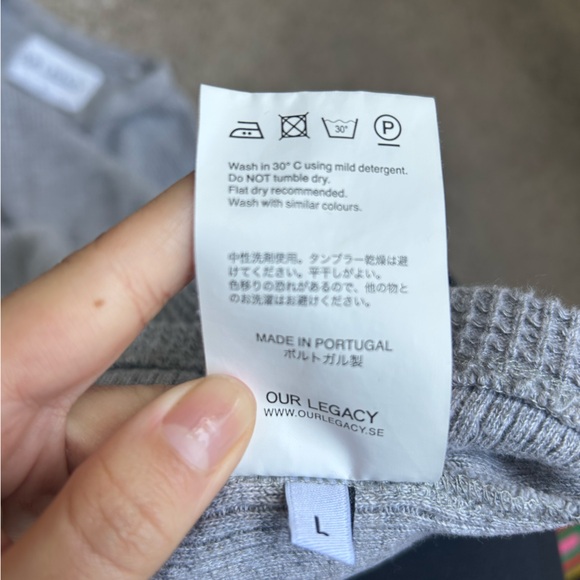 30°
P
Wash in 30° C using mild detergent.
Do NOT tumble dry.
Flat dry recommended.
Wash with similar colours.
中性洗剤使用。タンブラー乾燥は避
けてください。平干しがよい。
色移りの恐れがあるので、他の物と
のお洗濯はお避けください。
MADE IN PORTUGAL
ポルトガル製
OUR LEGACY
WWW.OURLEGACY.SE
L